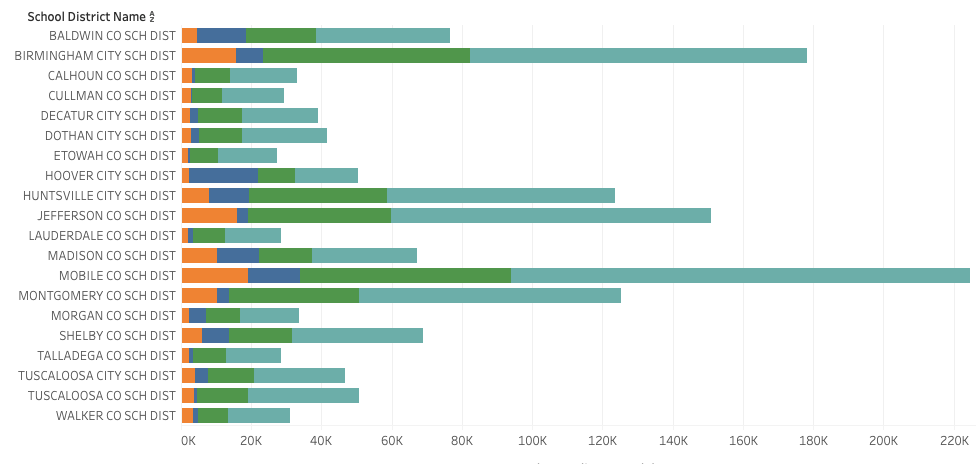 School District Name
BALDWIN CO SCH DIST
BIRMINGHAM CITY SCH DIST
CALHOUN CO SCH DIST
CULLMAN CO SCH DIST
DECATUR CITY SCH DIST
DOTHAN CITY SCH DIST
ETOWAH CO SCH DIST
HOOVER CITY SCH DIST
HUNTSVILLE CITY SCH DIST
JEFFERSON CO SCH DIST
LAUDERDALE CO SCH DIST
MADISON CO SCH DIST
MOBILE CO SCH DIST
MONTGOMERY CO SCH DIST
MORGAN CO SCH DIST
SHELBY CO SCH DIST
TALLADEGA CO SCH DIST
TUSCALOOSA CITY SCH DIST
TUSCALOOSA CO SCH DIST
WALKER CO SCH DIST
0K 20K 40K 60K 80K 100K 120K 140K 160K 180K 200K 220K